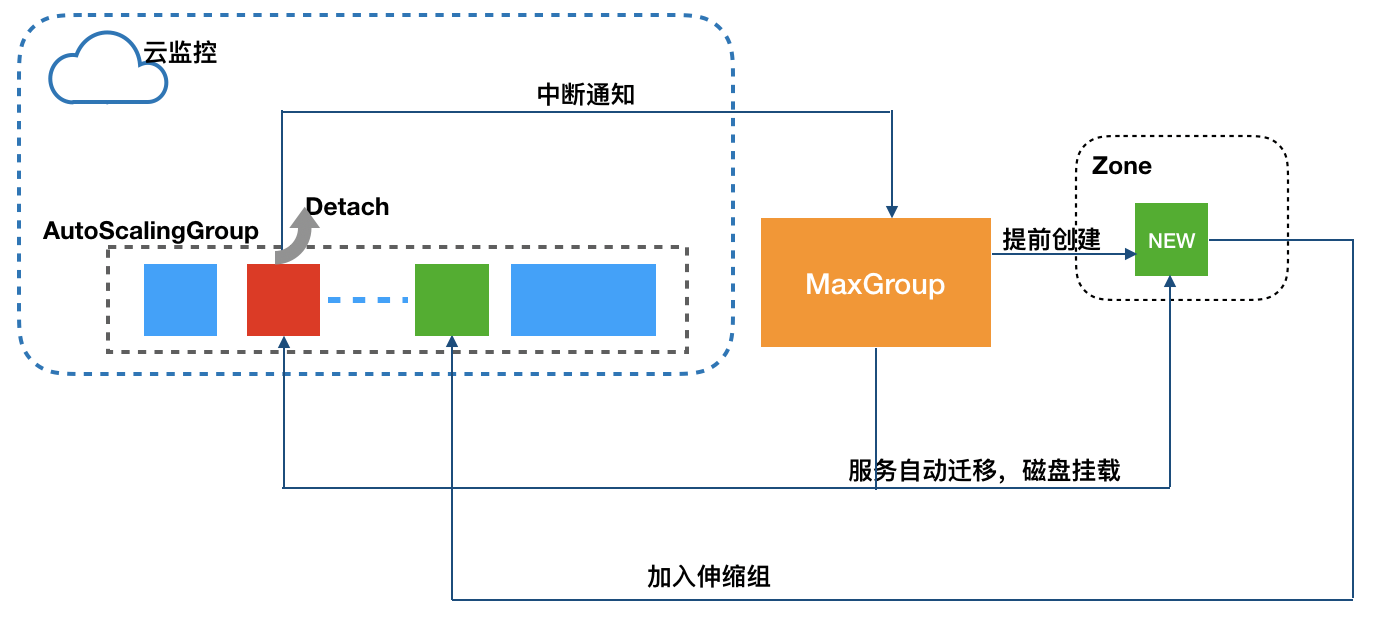 云监控
中断通知
Zone
Detach
AutoScalingGroup
提前创建
NEW
MaxGroup
服务自动迁移，磁盘挂载
加入伸缩组